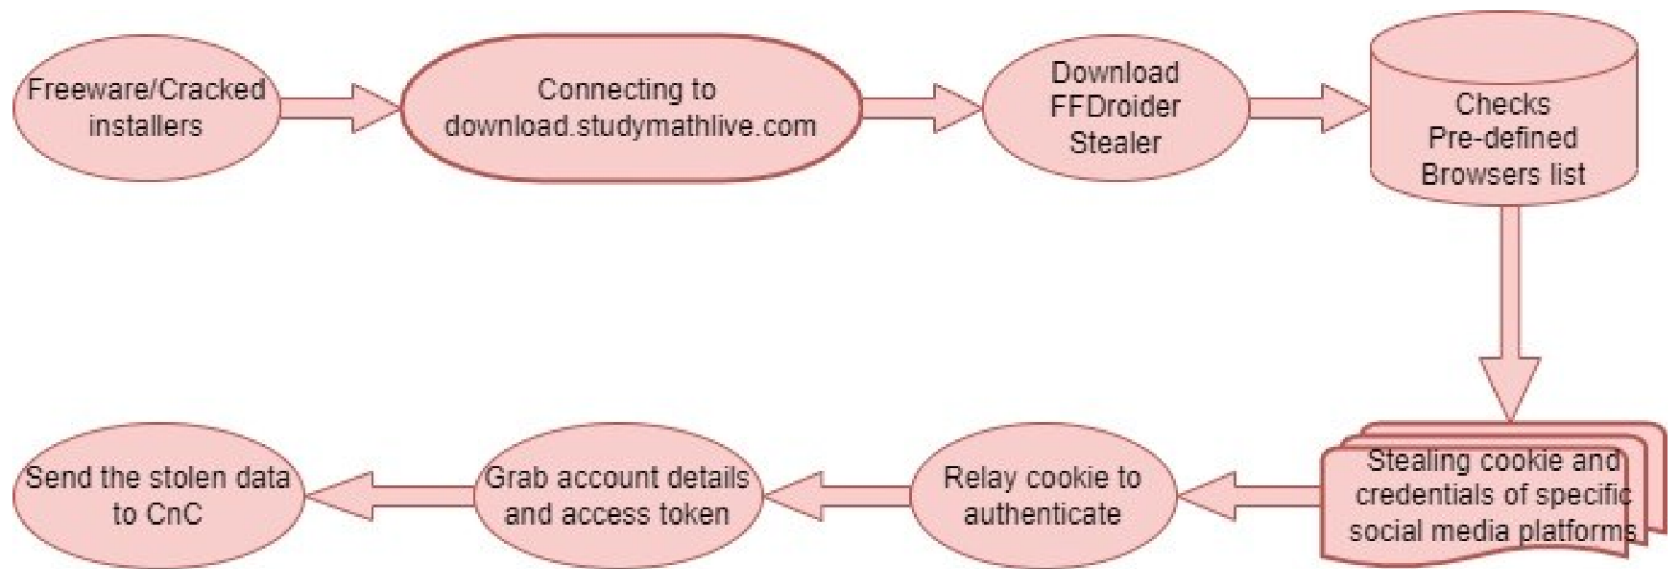 Freeware/Cracked
installers
Connecting to
download.studymathlive.com
Download
FFDroider
Stealer
Checks
Pre-defined
Browsers list
Stealing cookie and
credentials of specific
social media platforms
Relay cookie to
authenticate
Grab account details
and access token
Send the stolen data
to CnC